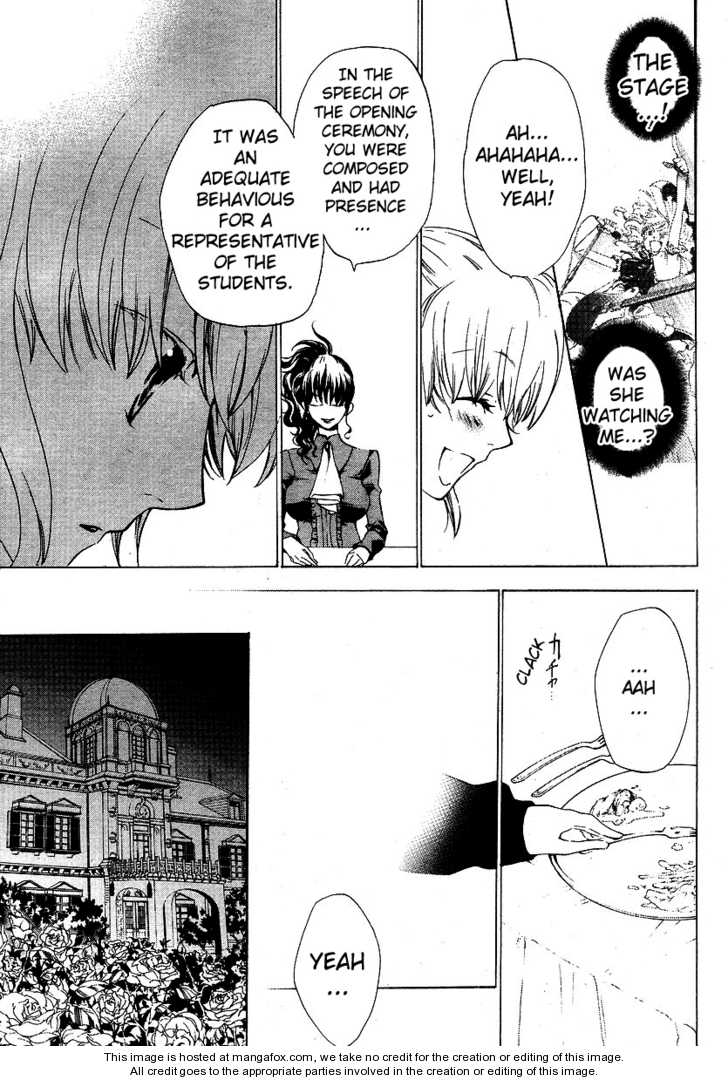 THE
STAGE
...!
WAS
SHE
WATCHING
ME...?
AH...
AHAHAHA...
WELL,
YEAH!
IN THE
SPEECH OF
THE OPENING
CEREMONY,
YOU WERE
COMPOSED
AND HAD
PRESENCE
...
IT WAS
AN
ADEQUATE
BEHAVIOUS
FOR A
REPRESENTATIVE
OF THE
STUDENTS.
...
AAH
...
カチャ...
CLACK
YEAH
...
This image is hosted at mangafox.com, we take no credit for the creation or editing of this image.
All credit goes to the appropriate parties involved in the creation or editing of this image.